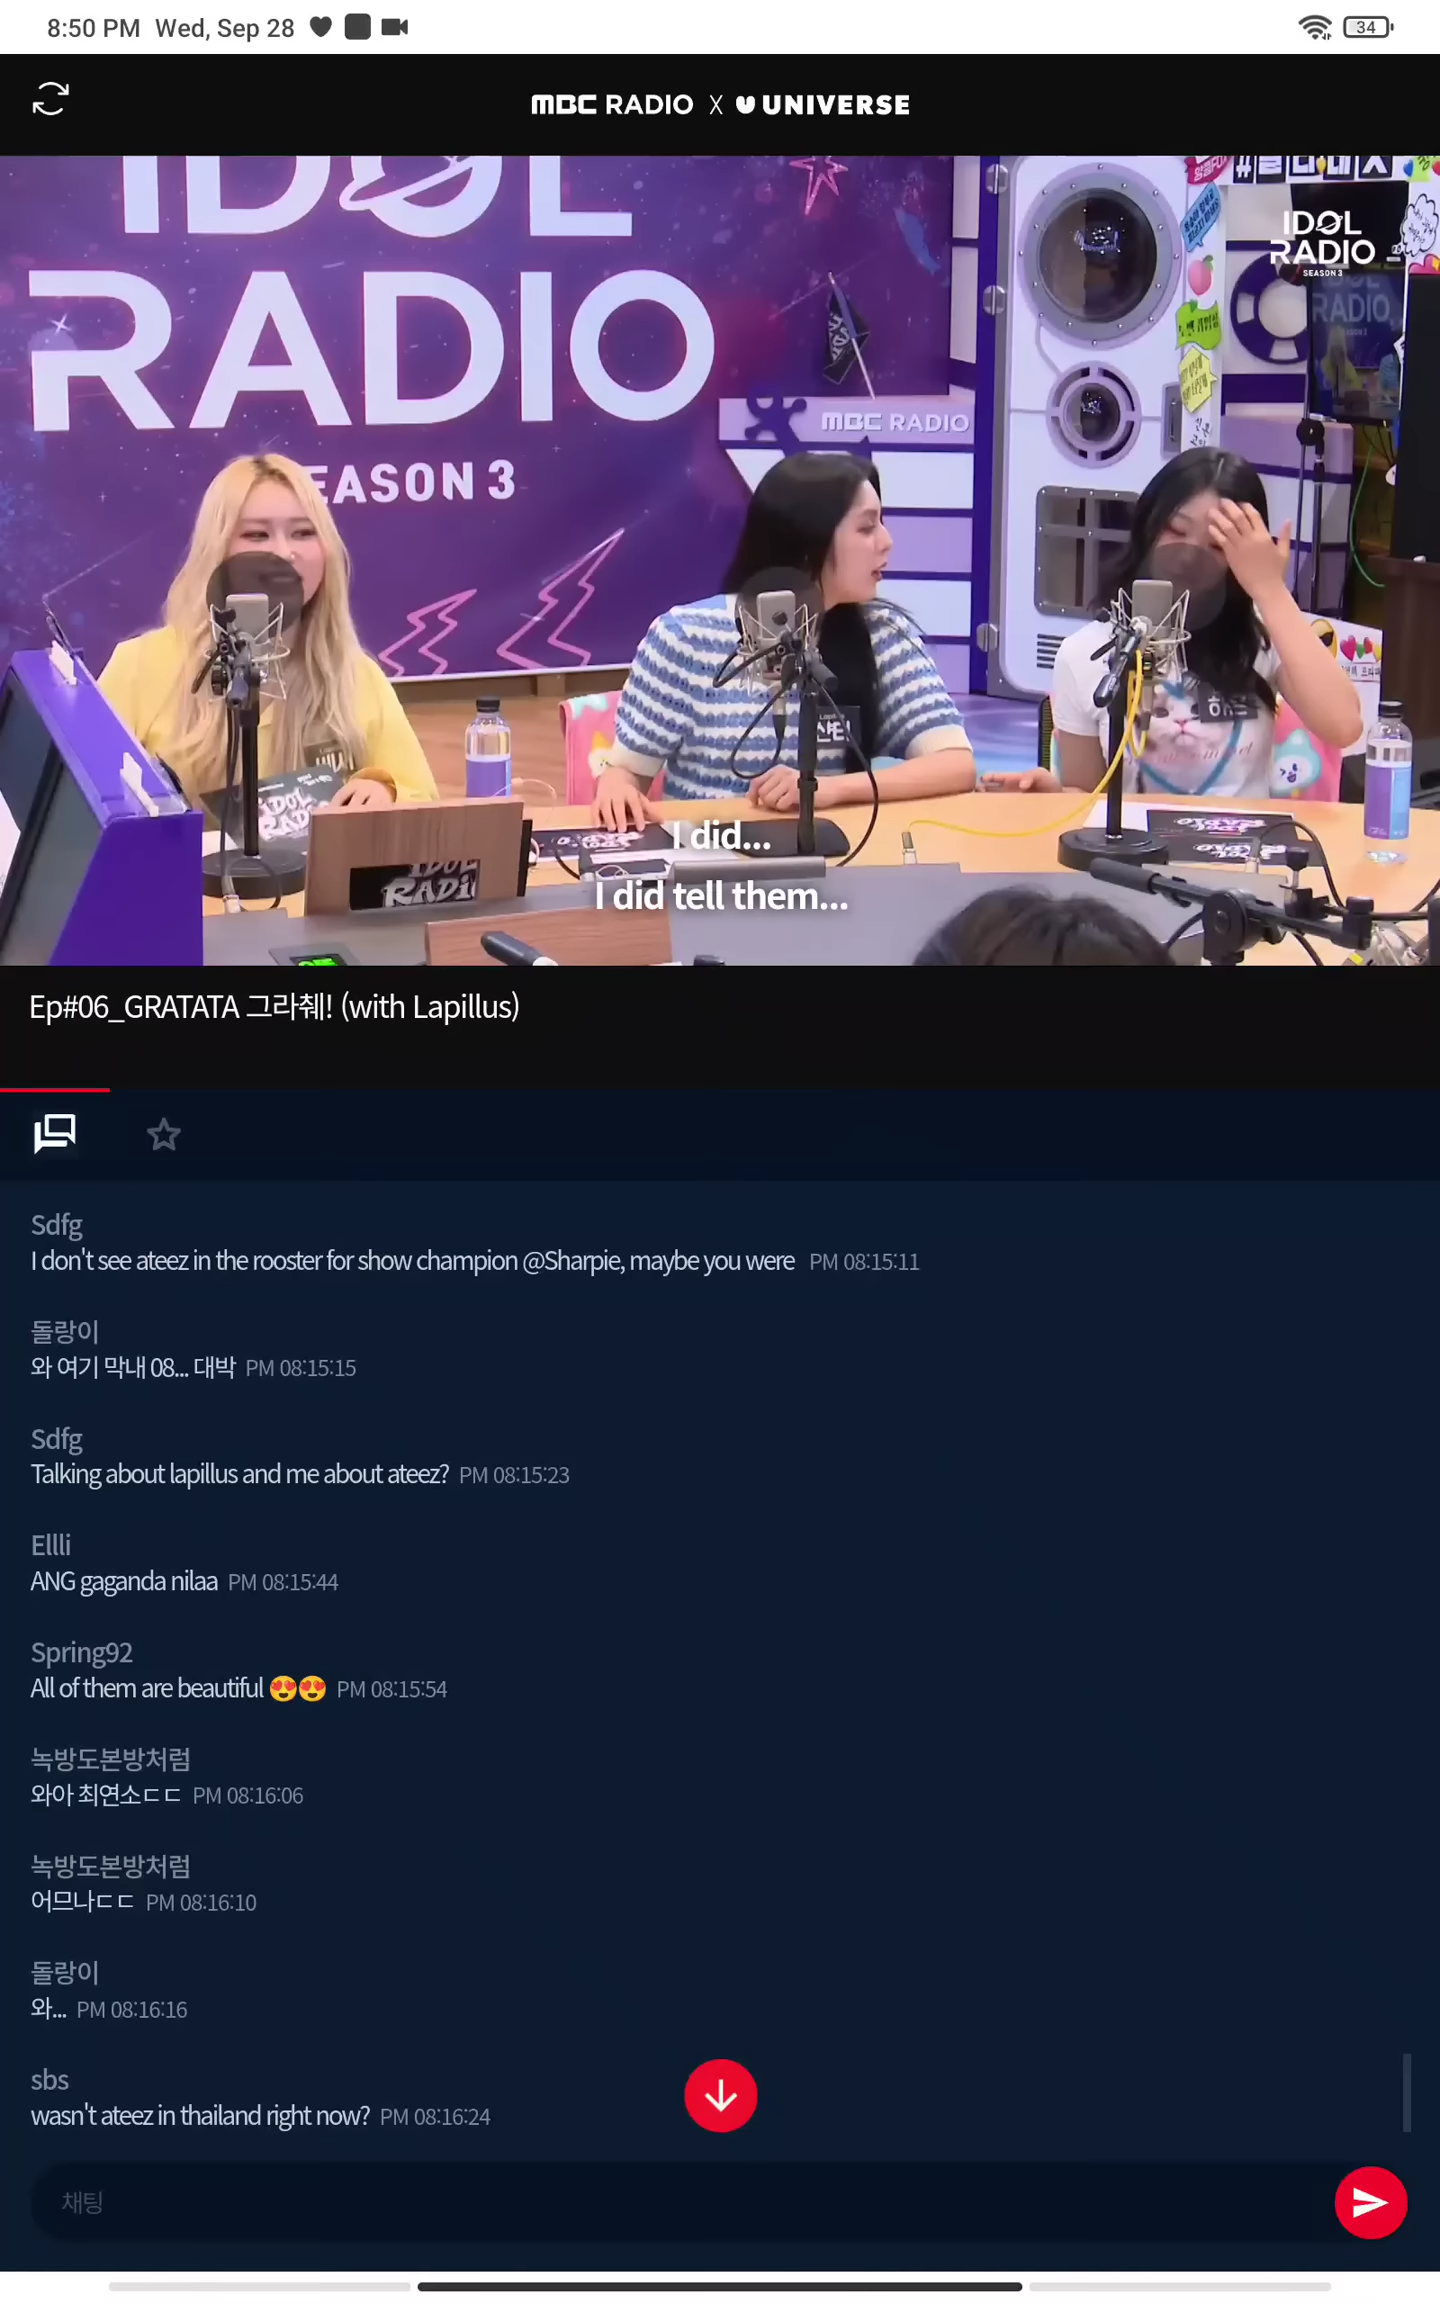 8:50 PM Wed, Sep 28
34
MBC RADIO X UNIVERSE
IDOL
RADIO
SEASON 3
IDOL
RADIO
SEASON 3
RADIO
MBC RADIO
샨티
IDOL
RADI
I did...
I did tell them...
Ep#06_GRATATA 그라췌! (with Lapillus)
Sdfg
I don't see ateez in the rooster for show champion @Sharpie, maybe you were PM 08:15:11
돌랑이
와 여기 막내 08... 대박 PM 08:15:15
Sdfg
Talking about lapillus and me about ateez? PM 08:15:23
Ellli
ANG gaganda nilaa PM 08:15:44
Spring92
All of them are beautiful 😍😍 PM 08:15:54
녹방도본방처럼
와아 최연소ㄷㄷ PM 08:16:06
녹방도본방처럼
어므나ㄷㄷ PM 08:16:10
돌랑이
와... PM 08:16:16
sbs
wasn't ateez in thailand right now? PM 08:16:24
채팅